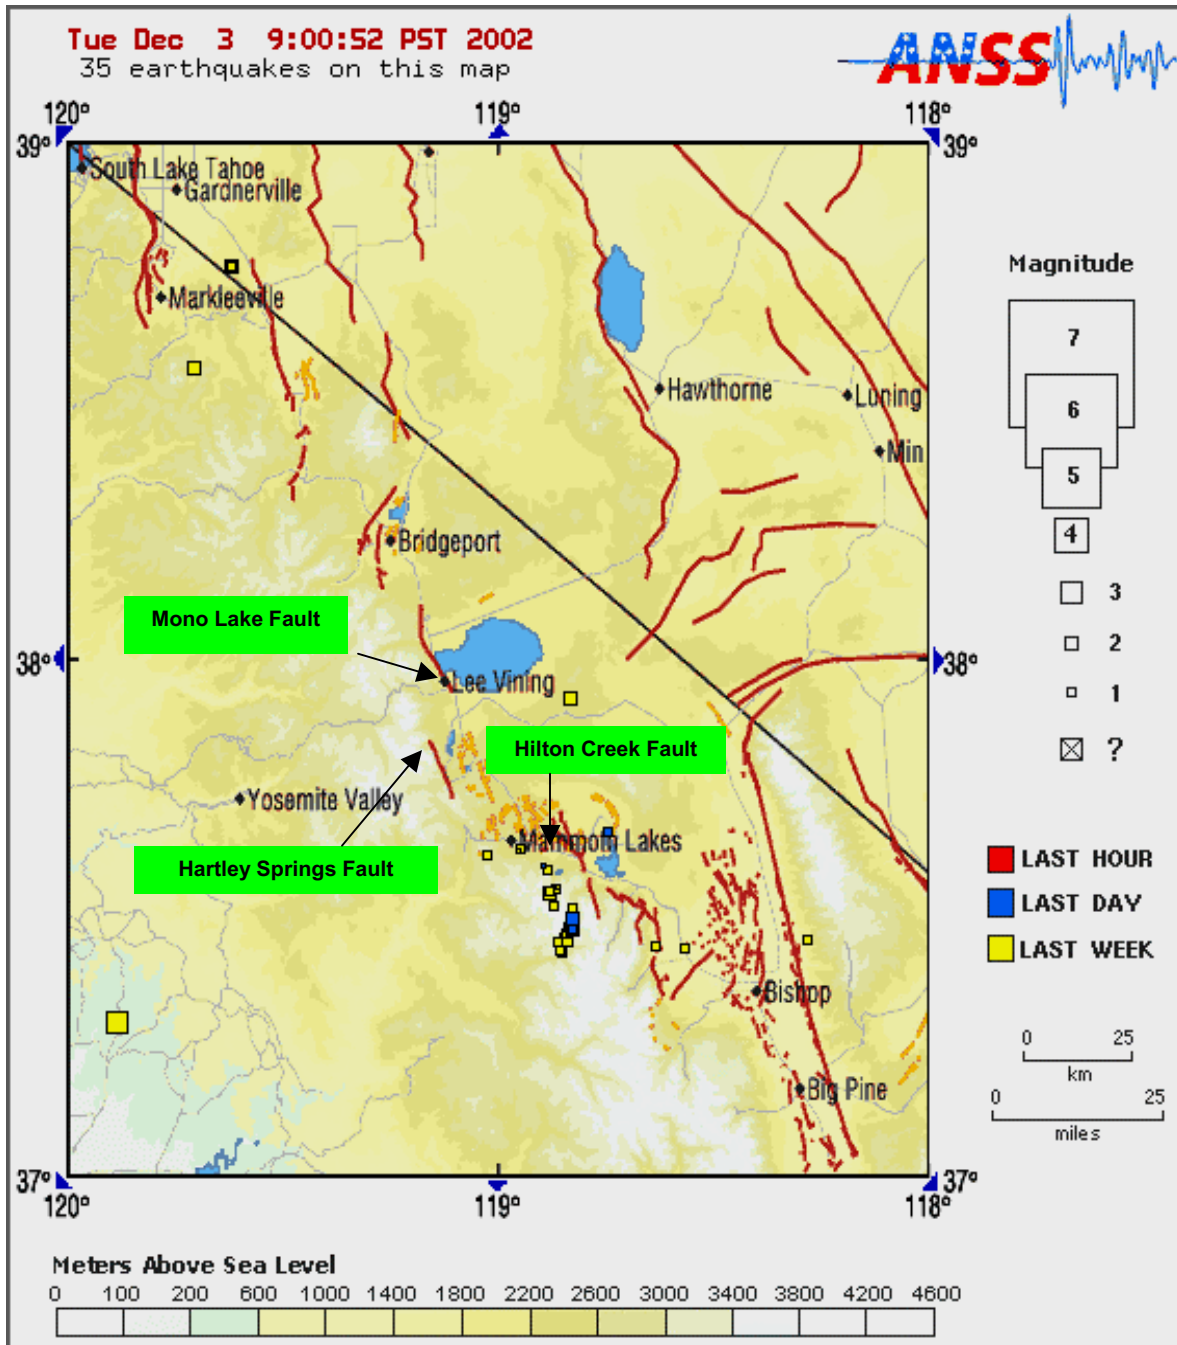 Tue Dec 3 9:00:52 PST 2002
35 earthquakes on this map
ANSS
120° 119° 118°
39° 39°
South Lake Tahoe
Gardnerville
Markleeville
Hawthorne
Luning
Min
Bridgeport
Mono Lake Fault
38° 38°
Lee Vining
Hilton Creek Fault
Yosemite Valley
Mammoth Lakes
Hartley Springs Fault
Bishop
Big Pine
37° 37°
120° 119° 118°
Magnitude
7
6
5
4
3
2
1
?
LAST HOUR
LAST DAY
LAST WEEK
0 25
km
0 25
miles
Meters Above Sea Level
0 100 200 600 1000 1400 1800 2200 2600 3000 3400 3800 4200 4600